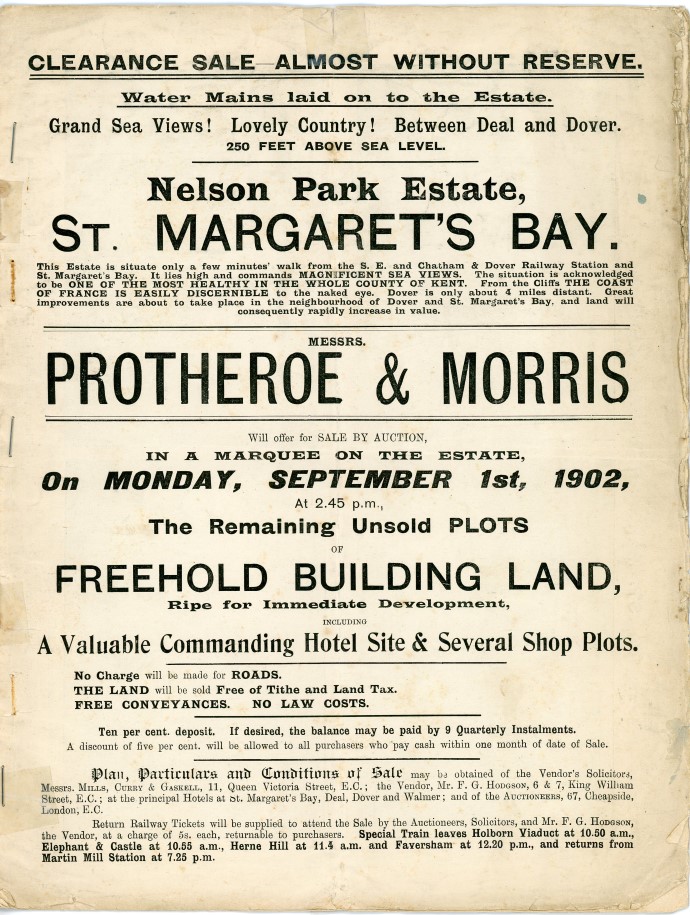 CLEARANCE SALE ALMOST WITHOUT RESERVE.
Water Mains laid on to the Estate.
Grand Sea Views! Lovely Country! Between Deal and Dover.
250 FEET ABOVE SEA LEVEL.
Nelson Park Estate,
ST. MARGARET'S BAY.
This Estate is situate only a few minutes' walk from the S. E. and Chatham & Dover Railway Station and
St. Margaret's Bay. It lies high and commands MAGNIFICENT SEA VIEWS. The situation is acknowledged
to be ONE OF THE MOST HEALTHY IN THE WHOLE COUNTY OF KENT. From the Cliffs THE COAST
OF FRANCE IS EASILY DISCERNIBLE to the naked eye. Dover is only about 4 miles distant. Great
improvements are about to take place in the neighbourhood of Dover and St. Margaret's Bay, and land will
consequently rapidly increase in value.
MESSRS.
PROTHEROE & MORRIS
Will offer for SALE BY AUCTION,
IN A MARQUEE ON THE ESTATE,
On MONDAY, SEPTEMBER 1st, 1902,
At 2.45 p.m.,
The Remaining Unsold PLOTS
OF
FREEHOLD BUILDING LAND,
Ripe for Immediate Development,
INCLUDING
A Valuable Commanding Hotel Site & Several Shop Plots.
No Charge will be made for ROADS.
THE LAND will be sold Free of Tithe and Land Tax.
FREE CONVEYANCES. NO LAW COSTS.
Ten per cent. deposit. If desired, the balance may be paid by 9 Quarterly Instalments.
A discount of five per cent. will be allowed to all purchasers who pay cash within one month of date of Sale.
Plan, Particulars and Conditions of Sale may be obtained of the Vendor's Solicitors,
Messrs. MILLS, CURRY & GASKELL, 11, Queen Victoria Street, E.C.; the Vendor, Mr. F. G. HODGSON, 6 & 7, King William
Street, E.C.; at the principal Hotels at St. Margaret's Bay, Deal, Dover and Walmer; and of the AUCTIONEERS, 67, Cheapside,
London, E.C.
Return Railway Tickets will be supplied to attend the Sale by the Auctioneers, Solicitors, and Mr. F. G. HODGSON,
the Vendor, at a charge of 5s. each, returnable to purchasers. Special Train leaves Holborn Viaduct at 10.50 a.m.,
Elephant & Castle at 10.55 a.m., Herne Hill at 11.4 a.m. and Faversham at 12.20 p.m., and returns from
Martin Mill Station at 7.25 p.m.